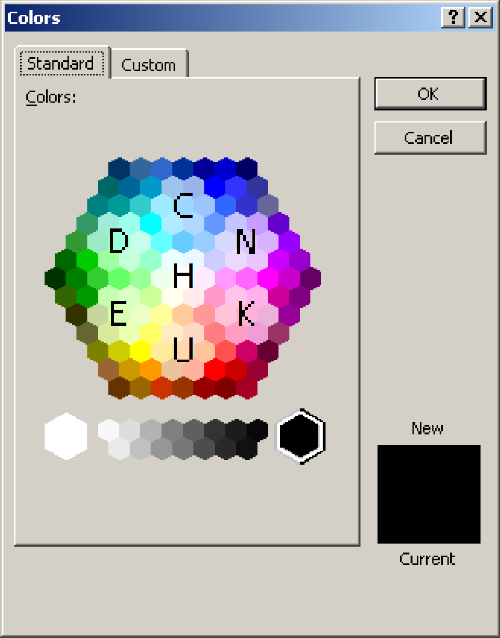 Colors
? X
Standard Custom
Colors:
OK
Cancel
C
D N
H
E K
U
New
Current